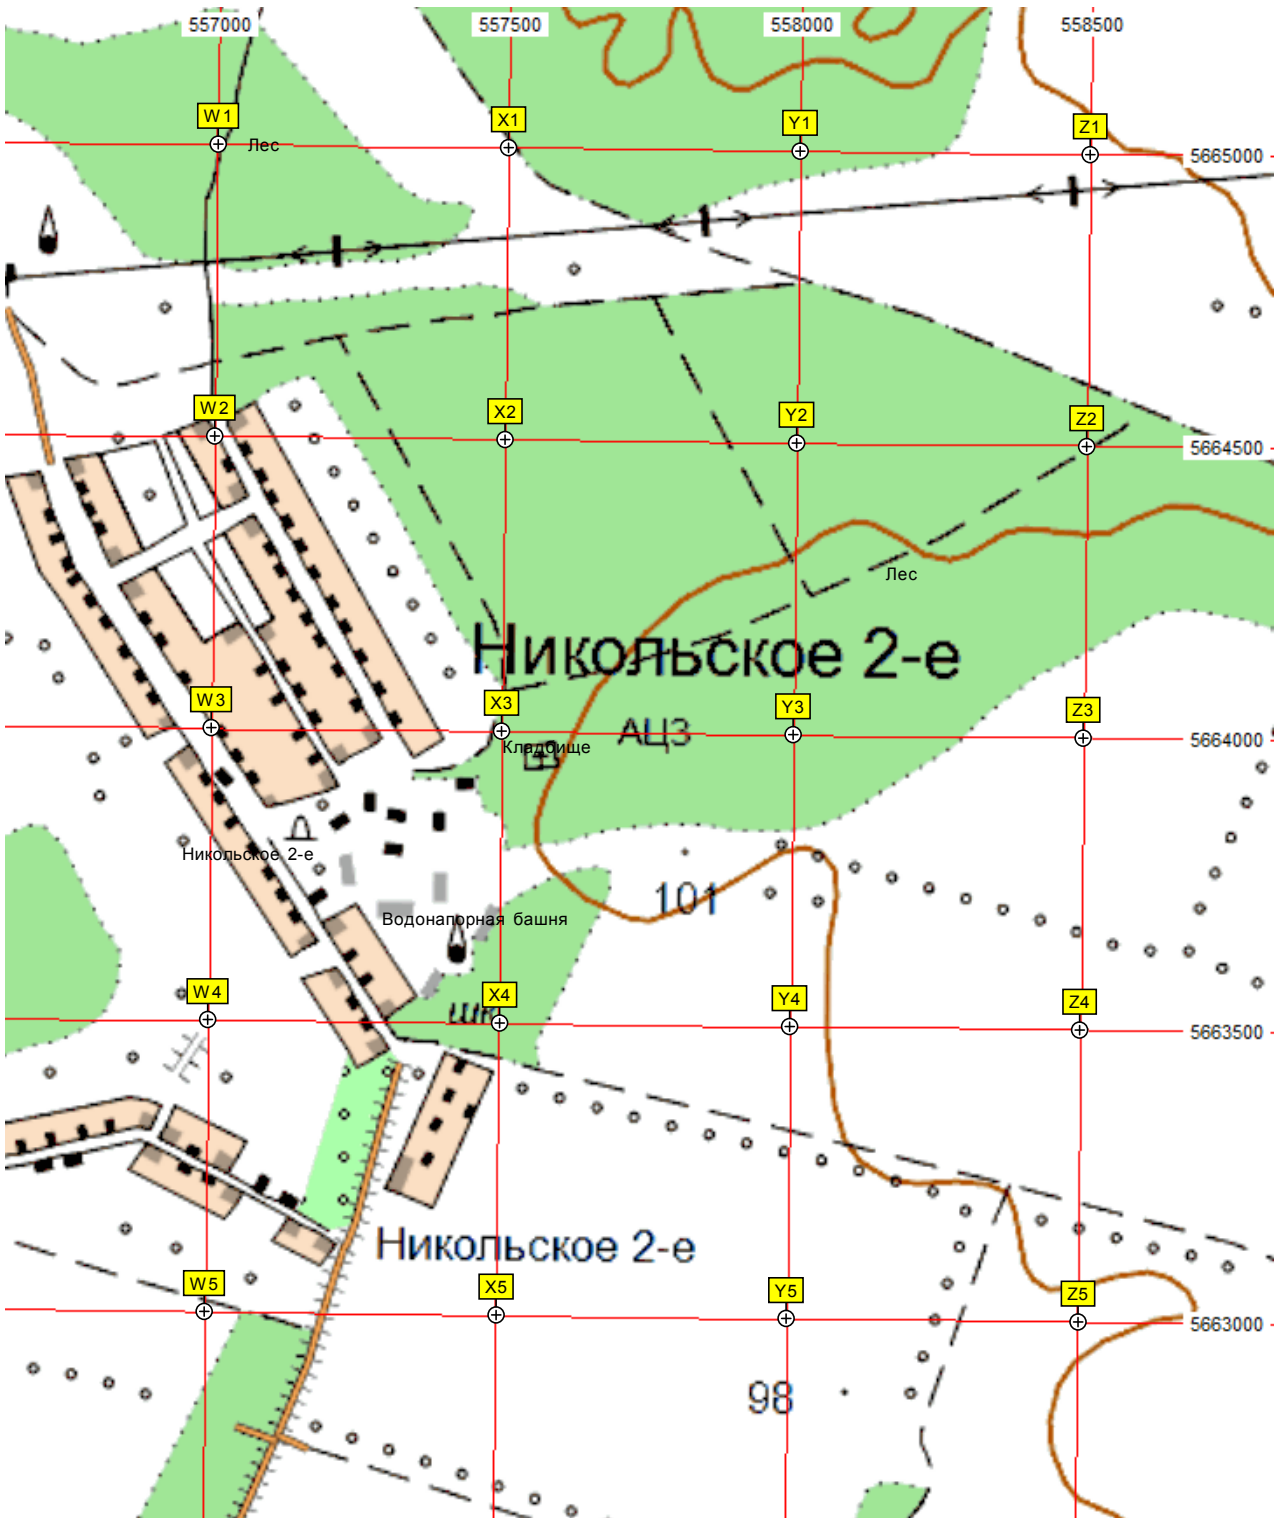 557000 557500 558000 558500
W1 X1 Y1 Z1
Лес
5665000
W2 X2 Y2 Z2
5664500
Лес
Никольское 2-е
W3 X3 Y3 Z3
АЦЗ
5664000
Кладбище
Никольское 2-е
101
Водонапорная башня
W4 X4 Y4 Z4
шк
5663500
Никольское 2-е
W5 X5 Y5 Z5
5663000
98